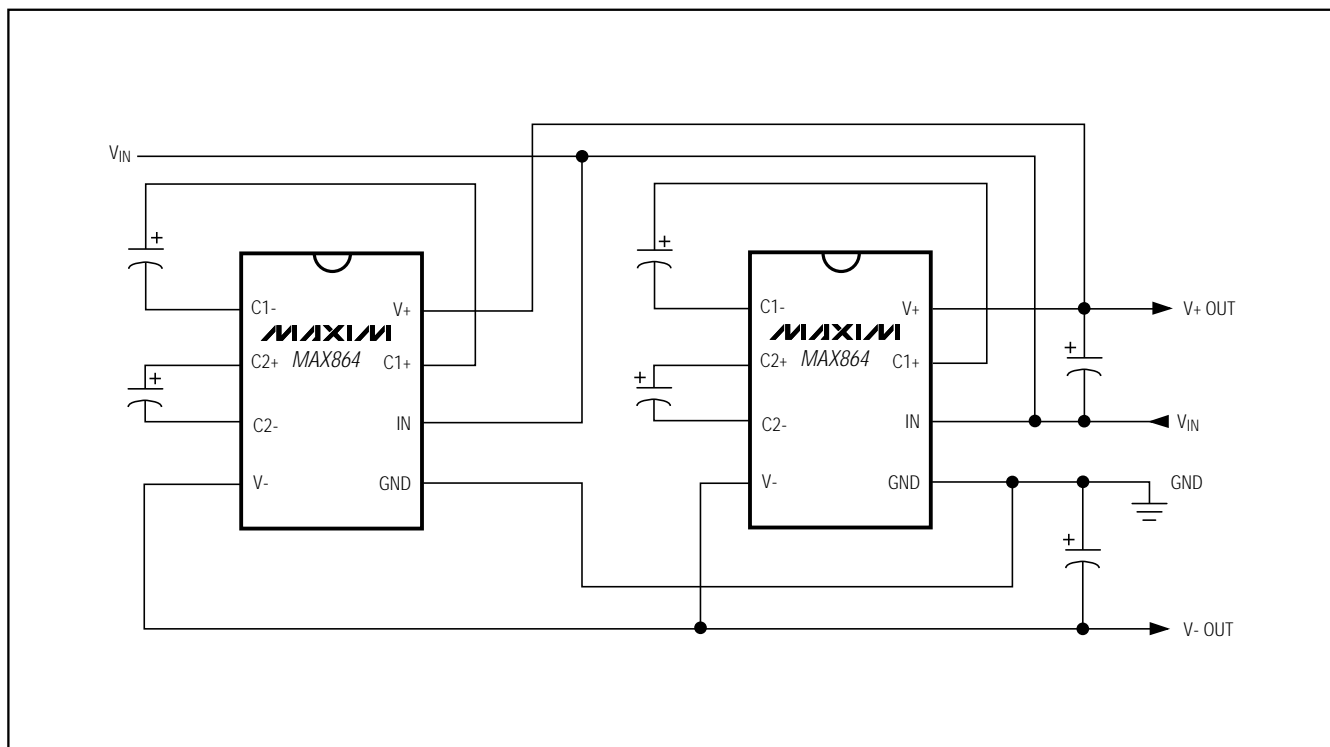 VIN
+
+
C1-
C2+
C2-
V-
V+
C1+
IN
GND
MAXIM
MAX864
+
+
C1-
C2+
C2-
V-
V+
C1+
IN
GND
MAXIM
MAX864
+
+
V+ OUT
VIN
GND
V- OUT